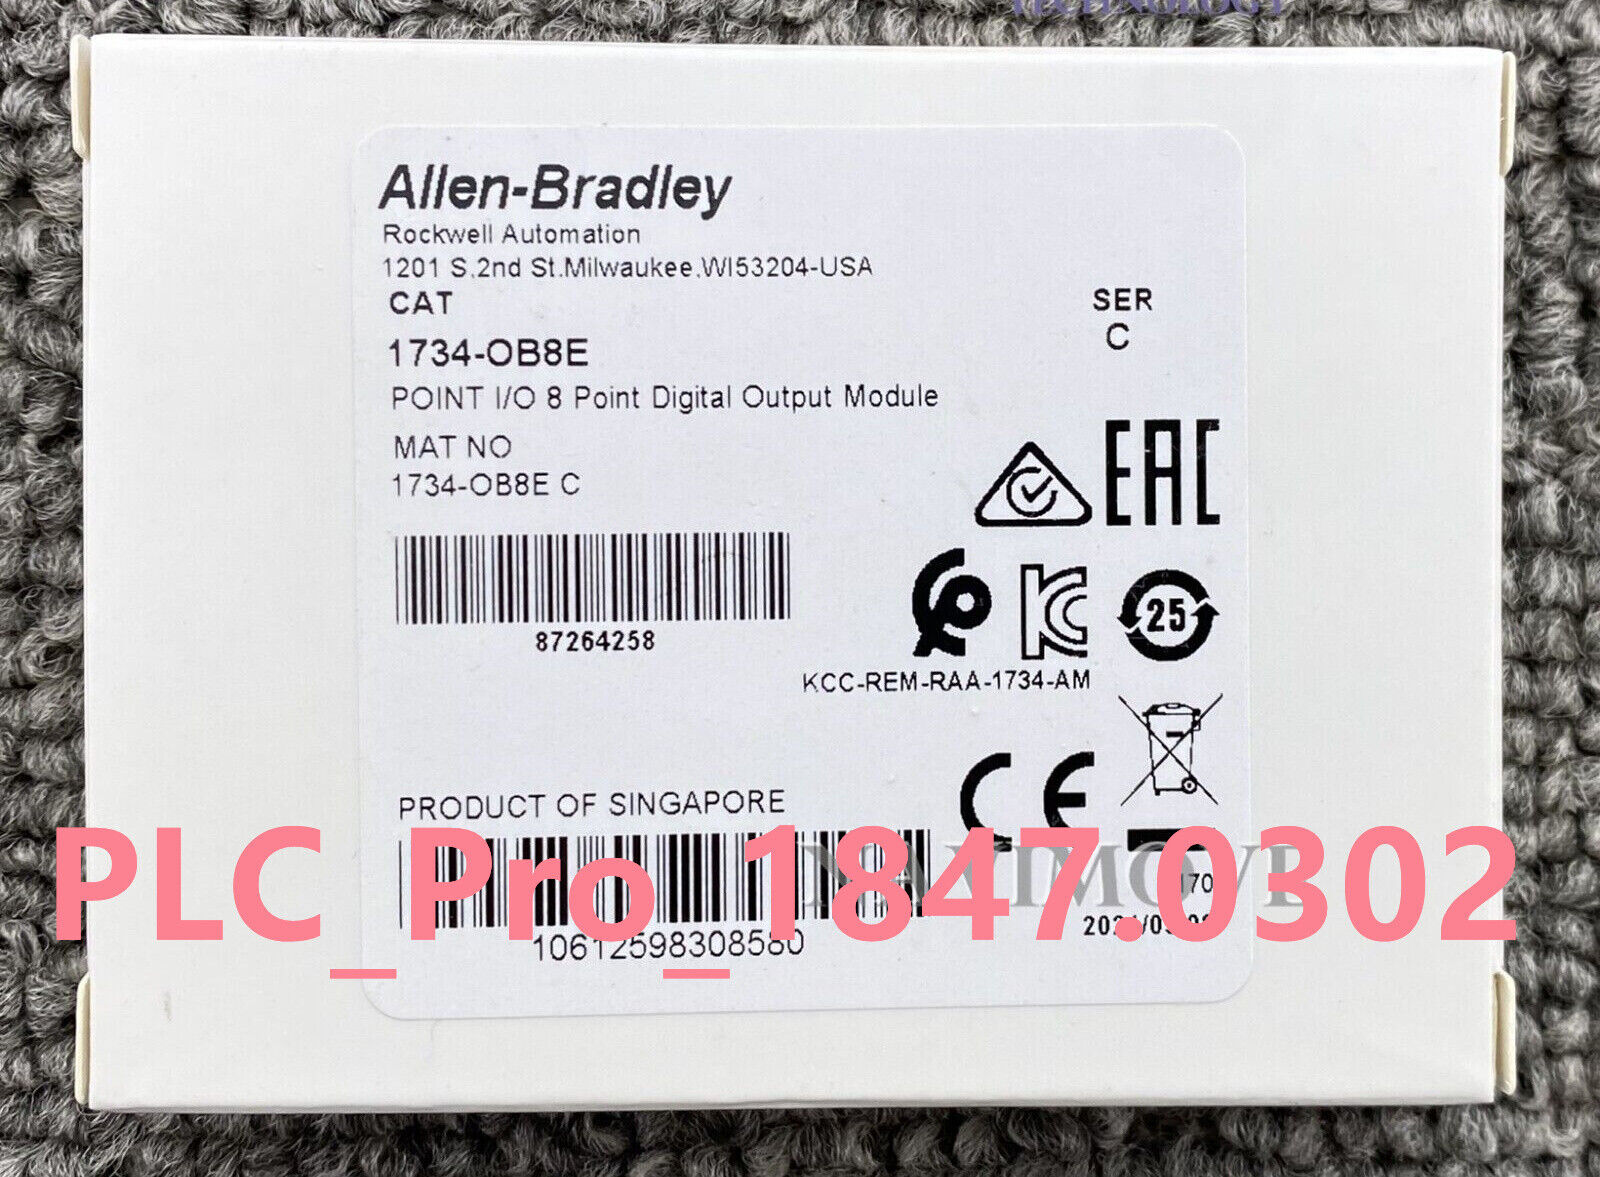 TECHNOLOGY
Allen-Bradley
Rockwell Automation
1201 S.2nd St.Milwaukee.WI53204-USA
CAT
SER
1734-OB8E
C
POINT I/O 8 Point Digital Output Module
MAT NO
1734-OB8E C
EAC
87264258
25
KCC-REM-RAA-1734-AM
PRODUCT OF SINGAPORE
CE
PLC_Pro_1847.0302
10612598308580